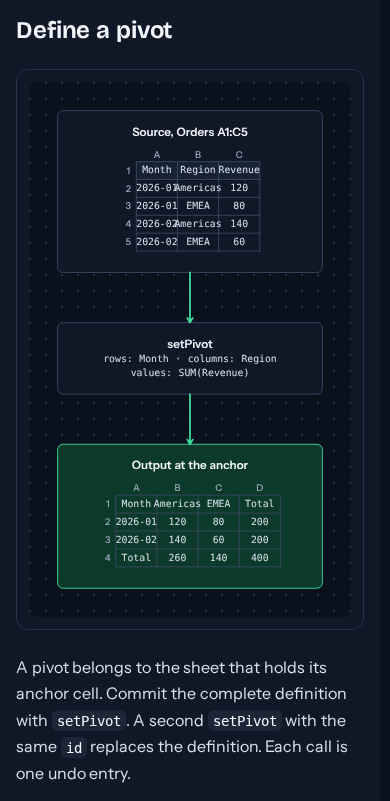 Define a pivot
Source, Orders A1:C5
A B C
1 Month Region Revenue
2 2026-01 Americas 120
3 2026-01 EMEA 80
4 2026-02 Americas 140
5 2026-02 EMEA 60
setPivot
rows: Month · columns: Region
values: SUM(Revenue)
Output at the anchor
A B C D
1 Month Americas EMEA Total
2 2026-01 120 80 200
3 2026-02 140 60 200
4 Total 260 140 400
A pivot belongs to the sheet that holds its
anchor cell. Commit the complete definition
with setPivot. A second setPivot with the
same id replaces the definition. Each call is
one undo entry.